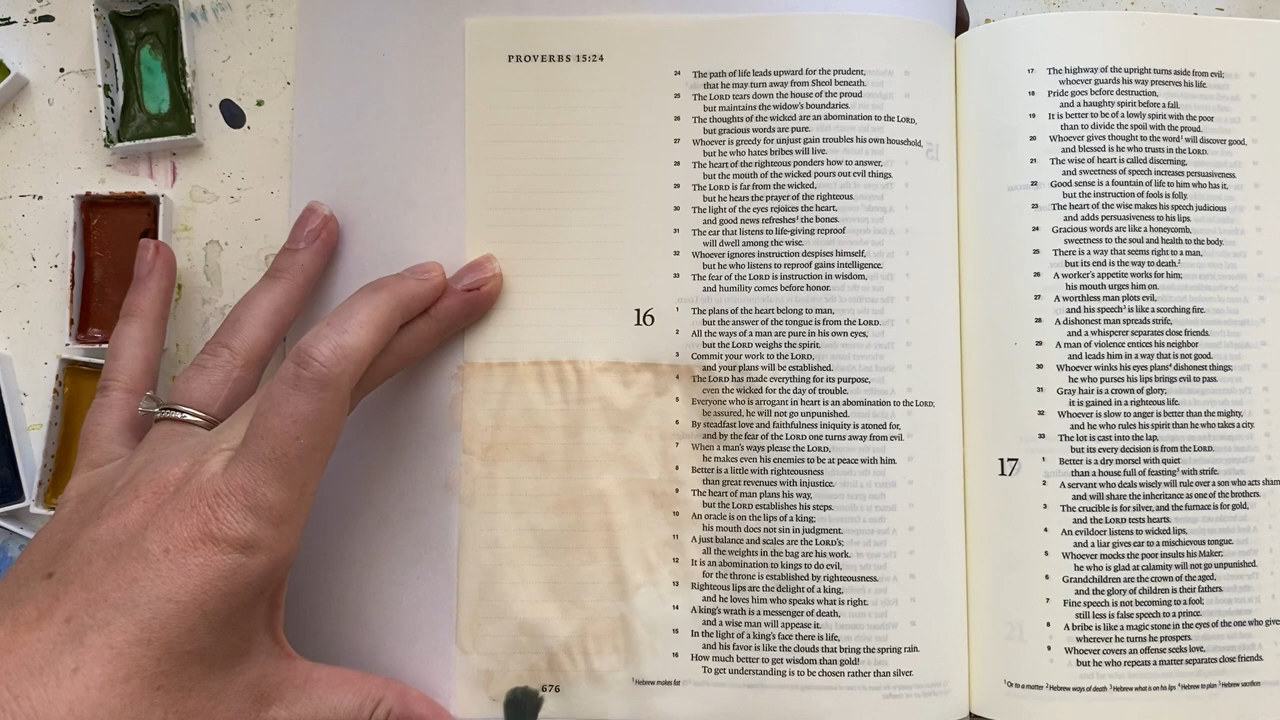 PROVERBS 15:24
24 The path of life leads upward for the prudent,
that he may turn away from Sheol beneath.
25 The LORD tears down the house of the proud
but maintains the widow's boundaries.
26 The thoughts of the wicked are an abomination to the LORD,
but gracious words are pure.
27 Whoever is greedy for unjust gain troubles his own household,
but he who hates bribes will live.
28 The heart of the righteous ponders how to answer,
but the mouth of the wicked pours out evil things.
29 The LORD is far from the wicked,
but he hears the prayer of the righteous.
30 The light of the eyes rejoices the heart,
and good news refreshes¹ the bones.
31 The ear that listens to life-giving reproof
will dwell among the wise.
32 Whoever ignores instruction despises himself,
but he who listens to reproof gains intelligence.
33 The fear of the LORD is instruction in wisdom,
and humility comes before honor.
16 1 The plans of the heart belong to man,
but the answer of the tongue is from the LORD.
2 All the ways of a man are pure in his own eyes,
but the LORD weighs the spirit.
3 Commit your work to the LORD,
and your plans will be established.
4 The LORD has made everything for its purpose,
even the wicked for the day of trouble.
5 Everyone who is arrogant in heart is an abomination to the LORD;
be assured, he will not go unpunished.
6 By steadfast love and faithfulness iniquity is atoned for,
and by the fear of the LORD one turns away from evil.
7 When a man's ways please the LORD,
he makes even his enemies to be at peace with him.
8 Better is a little with righteousness
than great revenues with injustice.
9 The heart of man plans his way,
but the LORD establishes his steps.
10 An oracle is on the lips of a king;
his mouth does not sin in judgment.
11 A just balance and scales are the LORD's;
all the weights in the bag are his work.
12 It is an abomination to kings to do evil,
for the throne is established by righteousness.
13 Righteous lips are the delight of a king,
and he loves him who speaks what is right.
14 A king's wrath is a messenger of death,
and a wise man will appease it.
15 In the light of a king's face there is life,
and his favor is like the clouds that bring the spring rain.
16 How much better to get wisdom than gold!
To get understanding is to be chosen rather than silver.
676
¹ Hebrew makes fat
17 The highway of the upright turns aside from evil;
whoever guards his way preserves his life.
18 Pride goes before destruction,
and a haughty spirit before a fall.
19 It is better to be of a lowly spirit with the poor
than to divide the spoil with the proud.
20 Whoever gives thought to the word¹ will discover good,
and blessed is he who trusts in the LORD.
21 The wise of heart is called discerning,
and sweetness of speech increases persuasiveness.
22 Good sense is a fountain of life to him who has it,
but the instruction of fools is folly.
23 The heart of the wise makes his speech judicious
and adds persuasiveness to his lips.
24 Gracious words are like a honeycomb,
sweetness to the soul and health to the body.
25 There is a way that seems right to a man,
but its end is the way to death.²
26 A worker's appetite works for him;
his mouth urges him on.
27 A worthless man plots evil,
and his speech³ is like a scorching fire.
28 A dishonest man spreads strife,
and a whisperer separates close friends.
29 A man of violence entices his neighbor
and leads him in a way that is not good.
30 Whoever winks his eyes plans⁴ dishonest things;
he who purses his lips brings evil to pass.
31 Gray hair is a crown of glory;
it is gained in a righteous life.
32 Whoever is slow to anger is better than the mighty,
and he who rules his spirit than he who takes a city.
33 The lot is cast into the lap,
but its every decision is from the LORD.
17 1 Better is a dry morsel with quiet
than a house full of feasting⁵ with strife.
2 A servant who deals wisely will rule over a son who acts sham
and will share the inheritance as one of the brothers.
3 The crucible is for silver, and the furnace is for gold,
and the LORD tests hearts.
4 An evildoer listens to wicked lips,
and a liar gives ear to a mischievous tongue.
5 Whoever mocks the poor insults his Maker;
he who is glad at calamity will not go unpunished.
6 Grandchildren are the crown of the aged,
and the glory of children is their fathers.
7 Fine speech is not becoming to a fool;
still less is false speech to a prince.
8 A bribe is like a magic stone in the eyes of the one who give
wherever he turns he prospers.
9 Whoever covers an offense seeks love,
but he who repeats a matter separates close friends.
¹ Or to a matter ² Hebrew ways of death ³ Hebrew what is on his lips ⁴ Hebrew to plan ⁵ Hebrew sacrifices